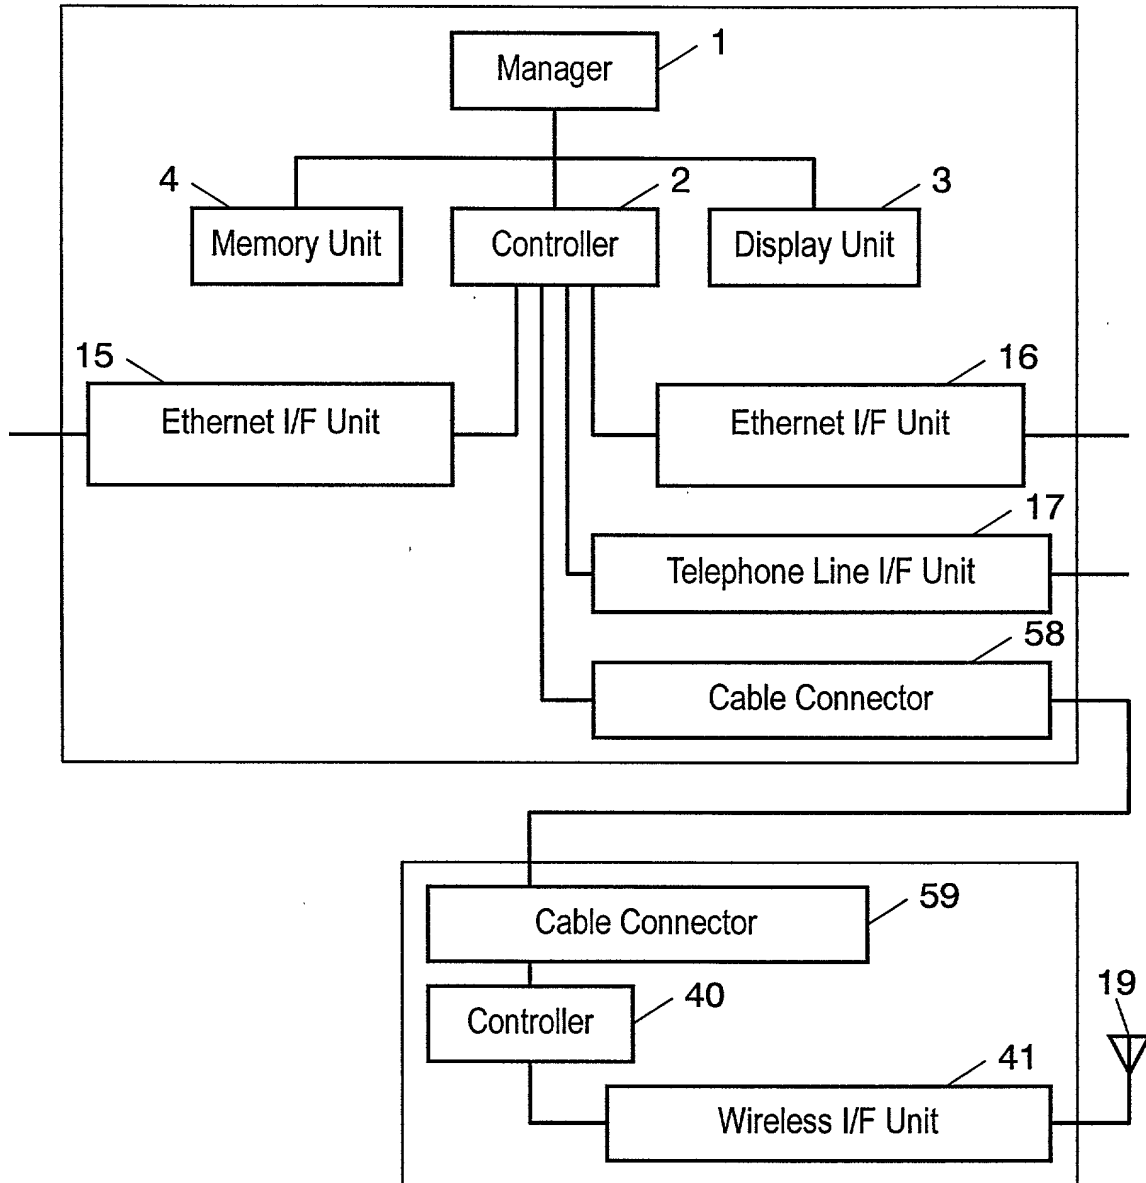 1
Manager
4
2
3
Memory Unit
Controller
Display Unit
15
16
Ethernet I/F Unit
Ethernet I/F Unit
17
Telephone Line I/F Unit
58
Cable Connector
59
Cable Connector
40
19
Controller
41
Wireless I/F Unit